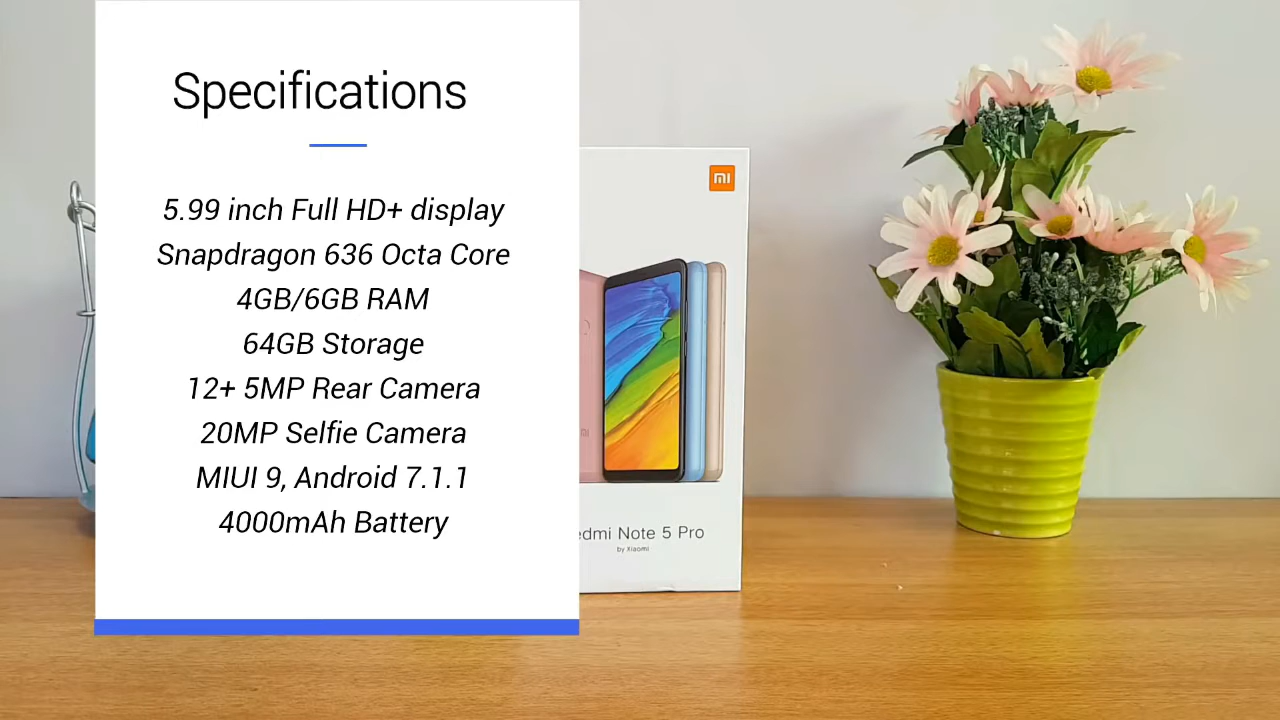 Specifications
5.99 inch Full HD+ display
Snapdragon 636 Octa Core
4GB/6GB RAM
64GB Storage
12+ 5MP Rear Camera
20MP Selfie Camera
MIUI 9, Android 7.1.1
4000mAh Battery
mi
edmi Note 5 Pro
by Xiaomi